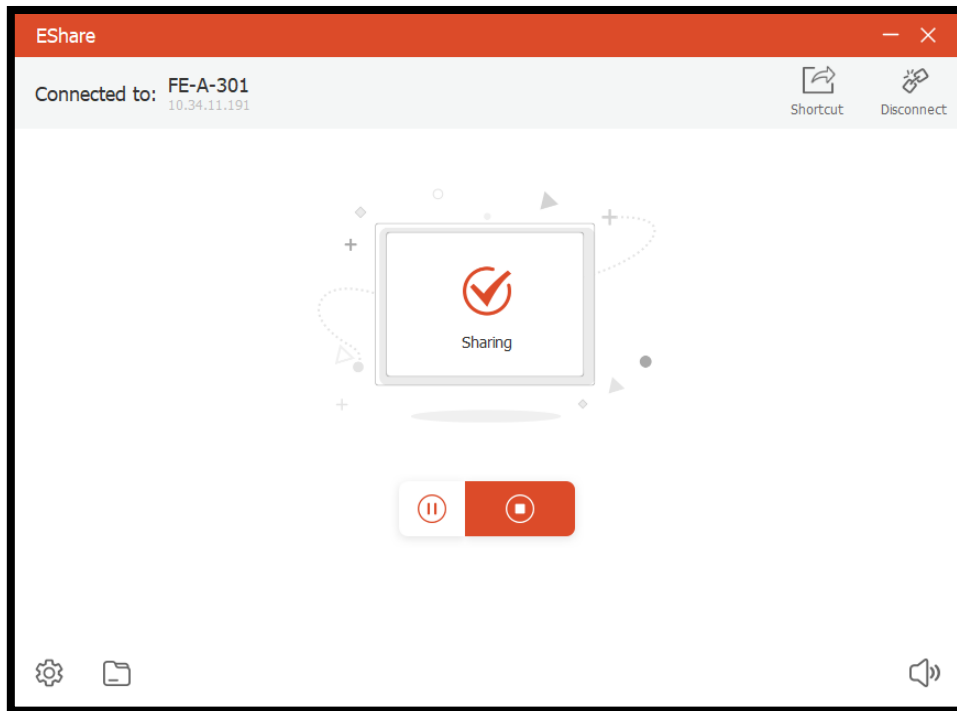 EShare
Connected to: FE-A-301
10.34.11.191
Shortcut
Disconnect
Sharing